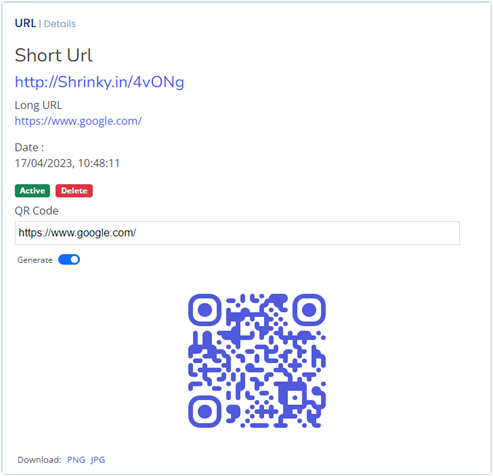 URL | Details
Short Url
http://Shrinky.in/4vONg
Long URL
https://www.google.com/
Date :
17/04/2023, 10:48:11
Active Delete
QR Code
https://www.google.com/
Generate
Download: PNG JPG